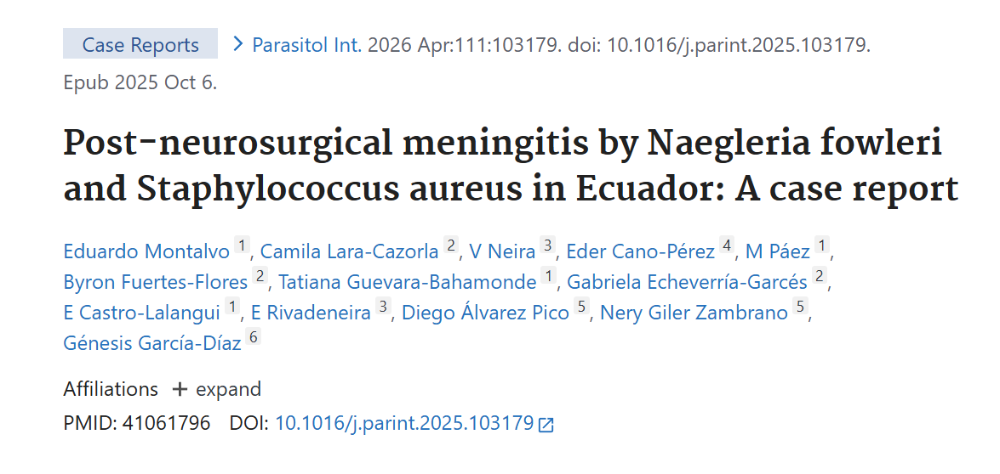 Case Reports > Parasitol Int. 2026 Apr:111:103179. doi: 10.1016/j.parint.2025.103179.
Epub 2025 Oct 6.
Post-neurosurgical meningitis by Naegleria fowleri
and Staphylococcus aureus in Ecuador: A case report
Eduardo Montalvo 1, Camila Lara-Cazorla 2, V Neira 3, Eder Cano-Pérez 4, M Páez 1,
Byron Fuertes-Flores 2, Tatiana Guevara-Bahamonde 1, Gabriela Echeverría-Garcés 2,
E Castro-Lalangui 1, E Rivadeneira 3, Diego Álvarez Pico 5, Nery Giler Zambrano 5,
Génesis García-Díaz 6
Affiliations + expand
PMID: 41061796 DOI: 10.1016/j.parint.2025.103179